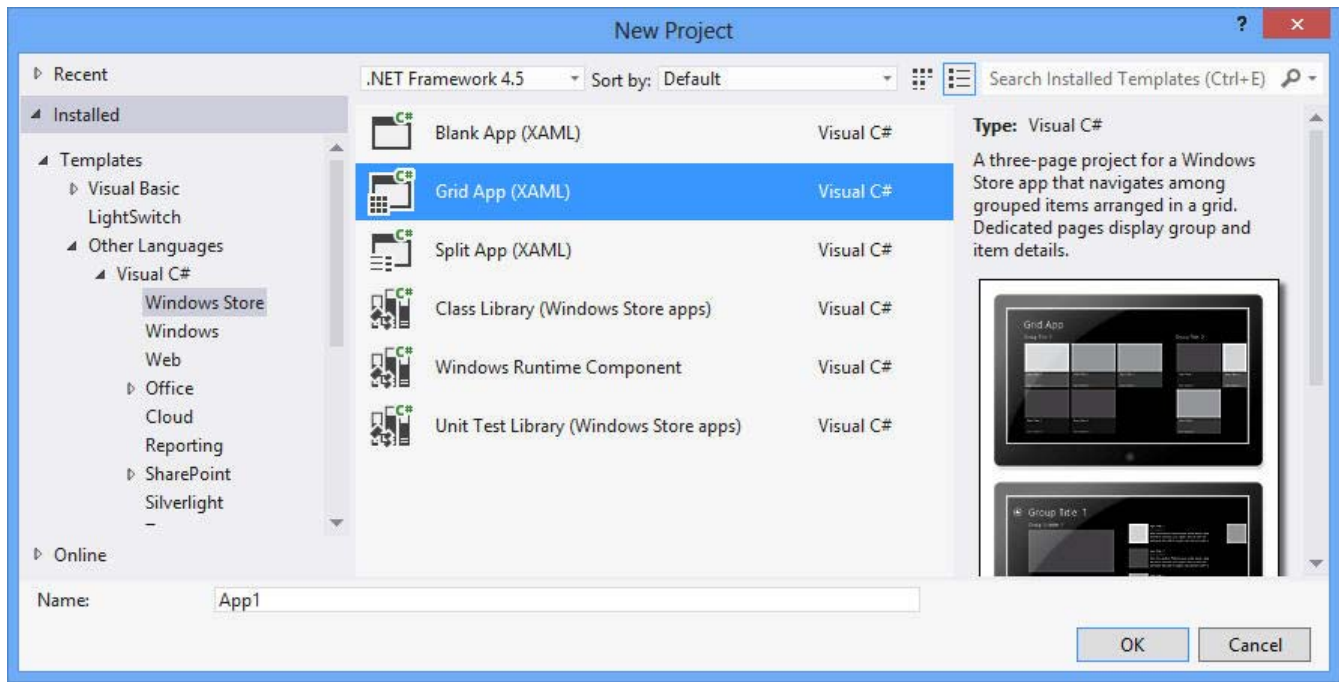 New Project
?
Recent
Installed
Templates
Visual Basic
LightSwitch
Other Languages
Visual C#
Windows Store
Windows
Web
Office
Cloud
Reporting
SharePoint
Silverlight
Online
.NET Framework 4.5
Sort by: Default
Search Installed Templates (Ctrl+E)
C# Blank App (XAML) Visual C#
C# Grid App (XAML) Visual C#
C# Split App (XAML) Visual C#
C# Class Library (Windows Store apps) Visual C#
C# Windows Runtime Component Visual C#
C# Unit Test Library (Windows Store apps) Visual C#
Type: Visual C#
A three-page project for a Windows
Store app that navigates among
grouped items arranged in a grid.
Dedicated pages display group and
item details.
Grid App
Group Title 1
Name: App1
OK
Cancel